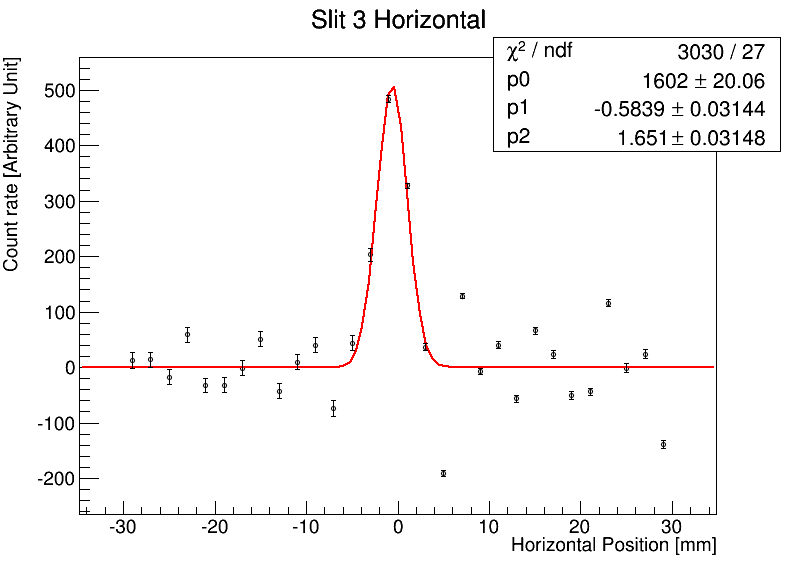 Slit 3 Horizontal
χ² / ndf 3030 / 27
p0 1602 ± 20.06
p1 -0.5839 ± 0.03144
p2 1.651 ± 0.03148
Count rate [Arbitrary Unit]
500
400
300
200
100
0
-100
-200
-30 -20 -10 0 10 20 30
Horizontal Position [mm]